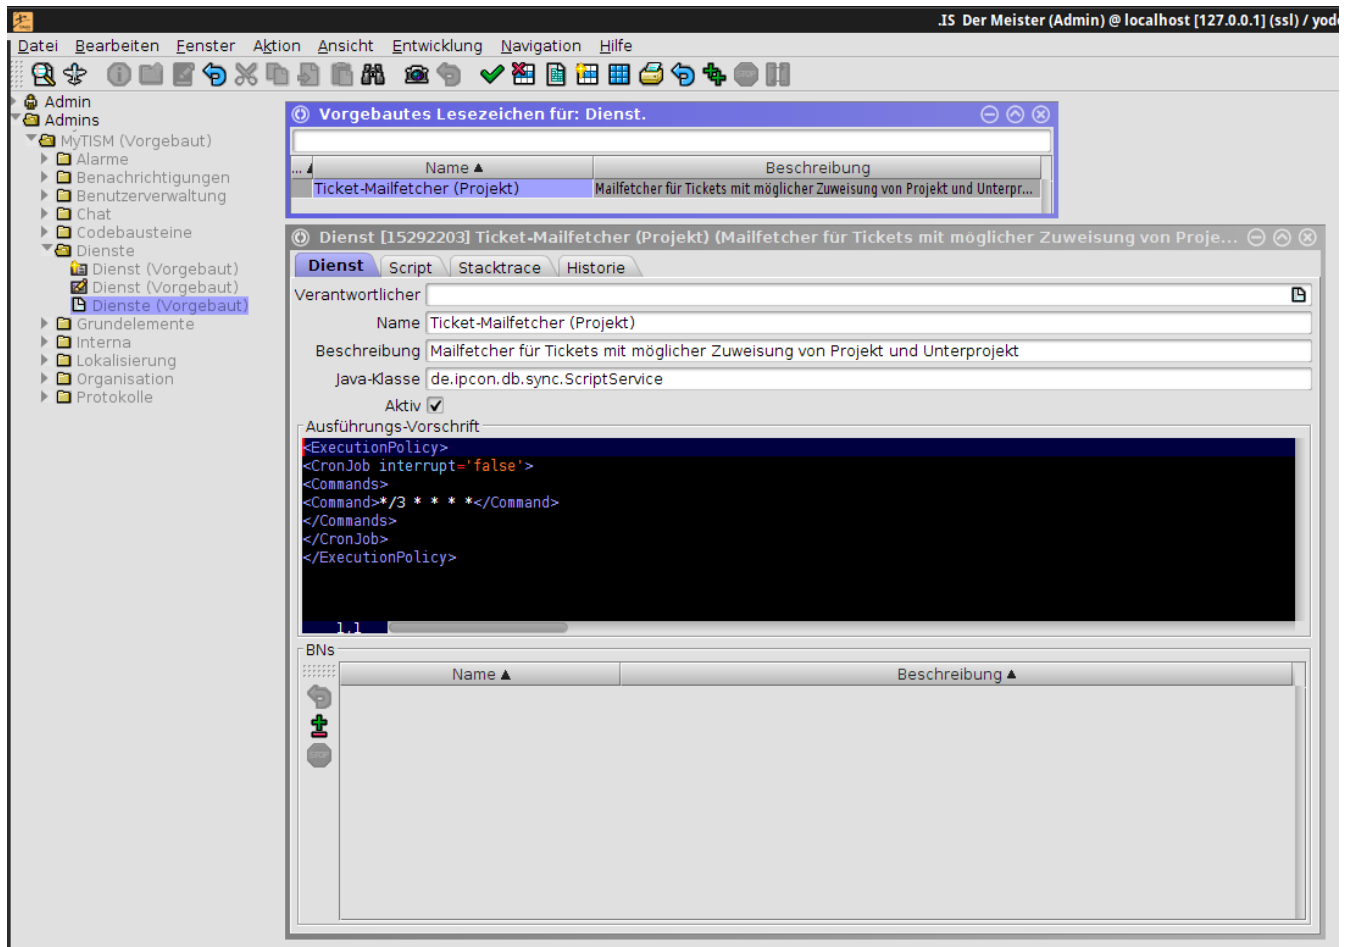 .IS Der Meister (Admin) @ localhost [127.0.0.1] (ssl) / yod
Datei Bearbeiten Fenster Aktion Ansicht Entwicklung Navigation Hilfe
Admin
Admins
MyTISM (Vorgebaut)
Alarme
Benachrichtigungen
Benutzerverwaltung
Chat
Codebausteine
Dienste
Dienst (Vorgebaut)
Dienst (Vorgebaut)
Dienste (Vorgebaut)
Grundelemente
Interna
Lokalisierung
Organisation
Protokolle
Vorgebautes Lesezeichen für: Dienst.
... Name Beschreibung
Ticket-Mailfetcher (Projekt) Mailfetcher für Tickets mit möglicher Zuweisung von Projekt und Unterpr...
Dienst [15292203] Ticket-Mailfetcher (Projekt) (Mailfetcher für Tickets mit möglicher Zuweisung von Proje...
Dienst Script Stacktrace Historie
Verantwortlicher
Name Ticket-Mailfetcher (Projekt)
Beschreibung Mailfetcher für Tickets mit möglicher Zuweisung von Projekt und Unterprojekt
Java-Klasse de.ipcon.db.sync.ScriptService
Aktiv
Ausführungs-Vorschrift
<ExecutionPolicy>
<CronJob interrupt='false'>
<Commands>
<Command>*/3 * * * *</Command>
</Commands>
</CronJob>
</ExecutionPolicy>
1,1
BNs
Name Beschreibung
STOP